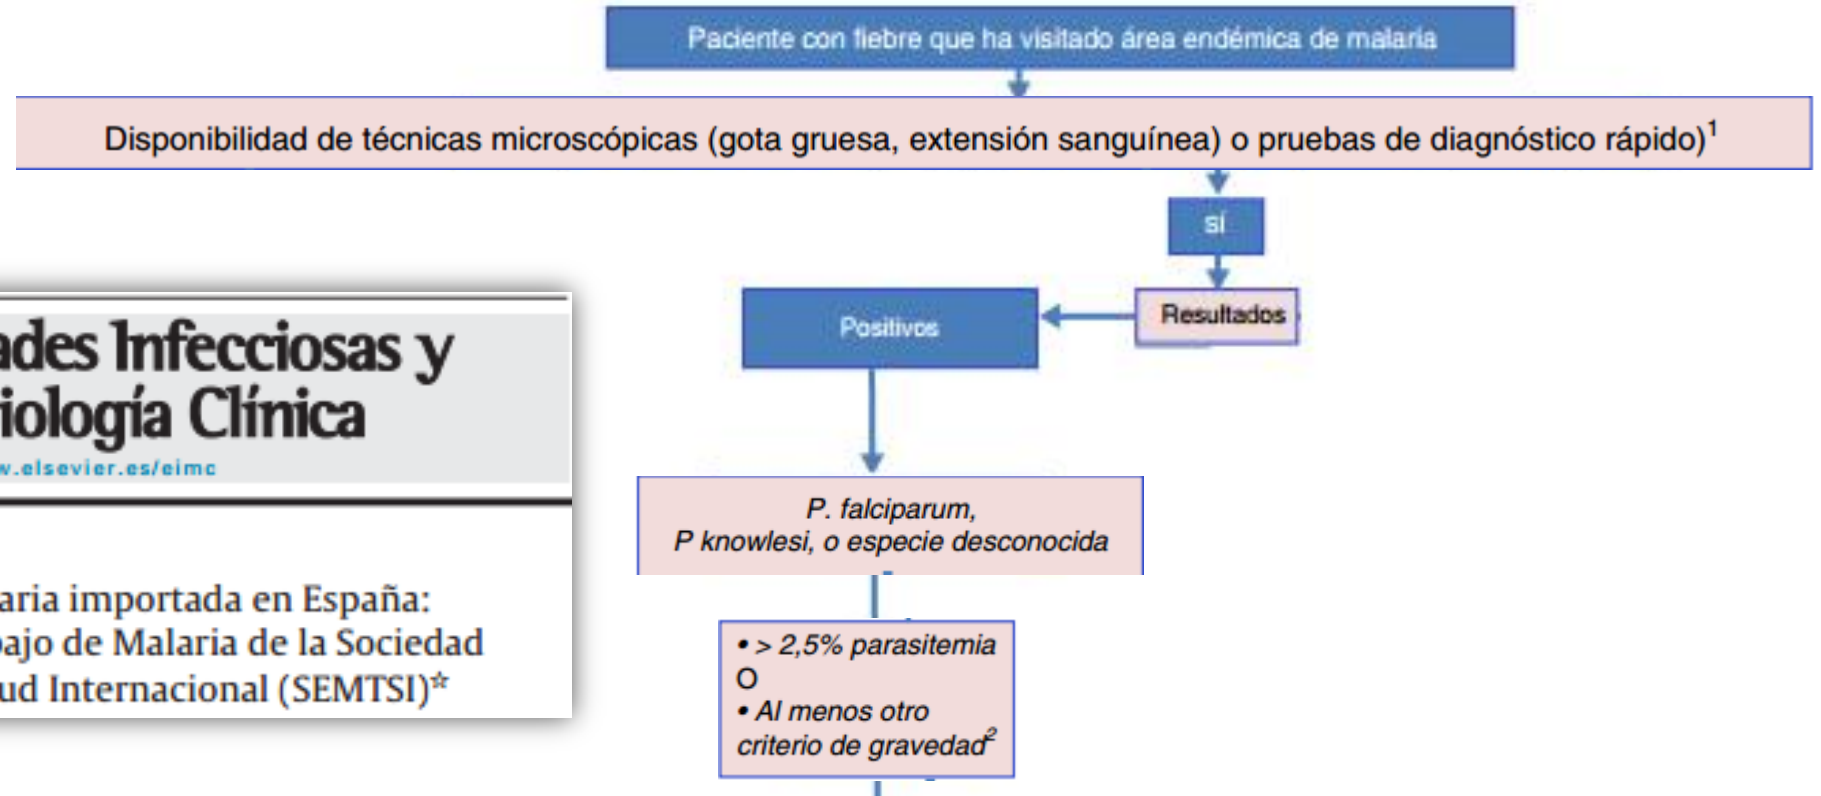 Paciente con fiebre que ha visitado área endémica de malaria
Disponibilidad de técnicas microscópicas (gota gruesa, extensión sanguínea) o pruebas de diagnóstico rápido)¹
sí
Resultados
Positivos
P. falciparum,
P knowlesi, o especie desconocida
• > 2,5% parasitemia
O
• Al menos otro
criterio de gravedad²
ades Infecciosas y
iología Clínica
w.elsevier.es/eimc
aria importada en España:
bajo de Malaria de la Sociedad
ud Internacional (SEMTSI)☆